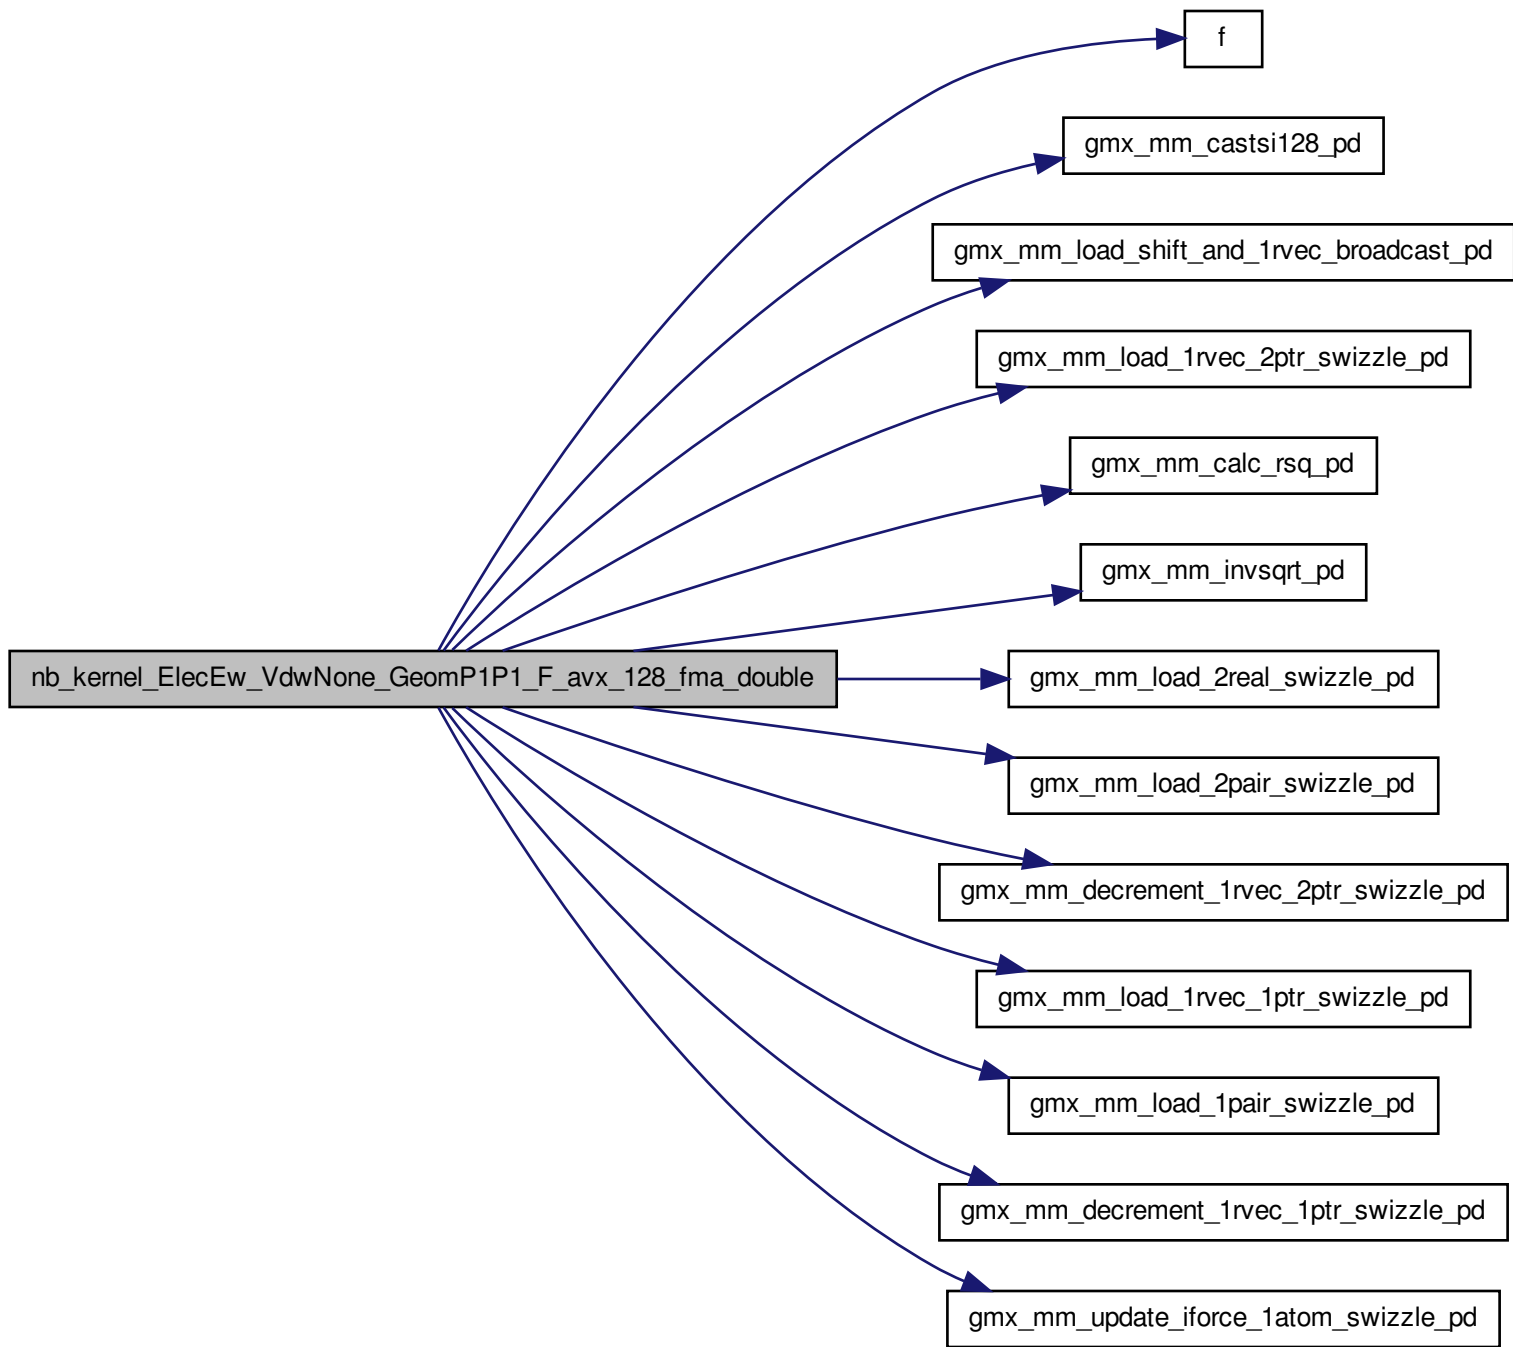 f
gmx_mm_castsi128_pd
gmx_mm_load_shift_and_1rvec_broadcast_pd
gmx_mm_load_1rvec_2ptr_swizzle_pd
gmx_mm_calc_rsq_pd
gmx_mm_invsqrt_pd
nb_kernel_ElecEw_VdwNone_GeomP1P1_F_avx_128_fma_double
gmx_mm_load_2real_swizzle_pd
gmx_mm_load_2pair_swizzle_pd
gmx_mm_decrement_1rvec_2ptr_swizzle_pd
gmx_mm_load_1rvec_1ptr_swizzle_pd
gmx_mm_load_1pair_swizzle_pd
gmx_mm_decrement_1rvec_1ptr_swizzle_pd
gmx_mm_update_iforce_1atom_swizzle_pd